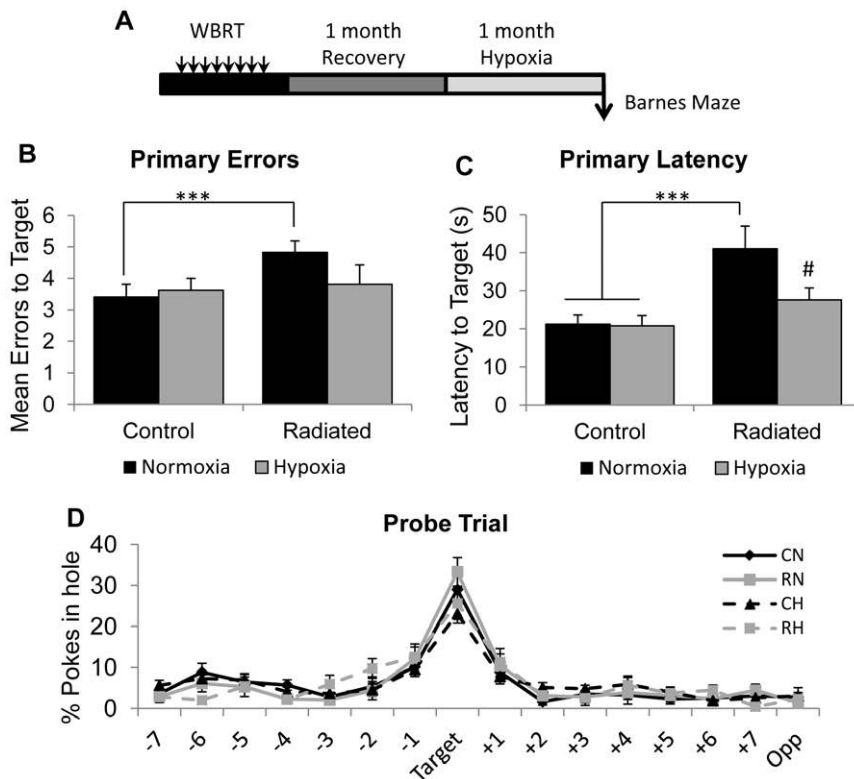 A
WBRT
1 month
Recovery
1 month
Hypoxia
Barnes Maze
B
Primary Errors
***
Mean Errors to Target
6
5
4
3
2
1
0
Control
Radiated
Normoxia
Hypoxia
C
Primary Latency
***
#
Latency to Target (s)
50
40
30
20
10
0
Control
Radiated
Normoxia
Hypoxia
D
Probe Trial
% Pokes in hole
40
30
20
10
0
CN
RN
CH
RH
-7 -6 -5 -4 -3 -2 -1 Target +1 +2 +3 +4 +5 +6 +7 Opp